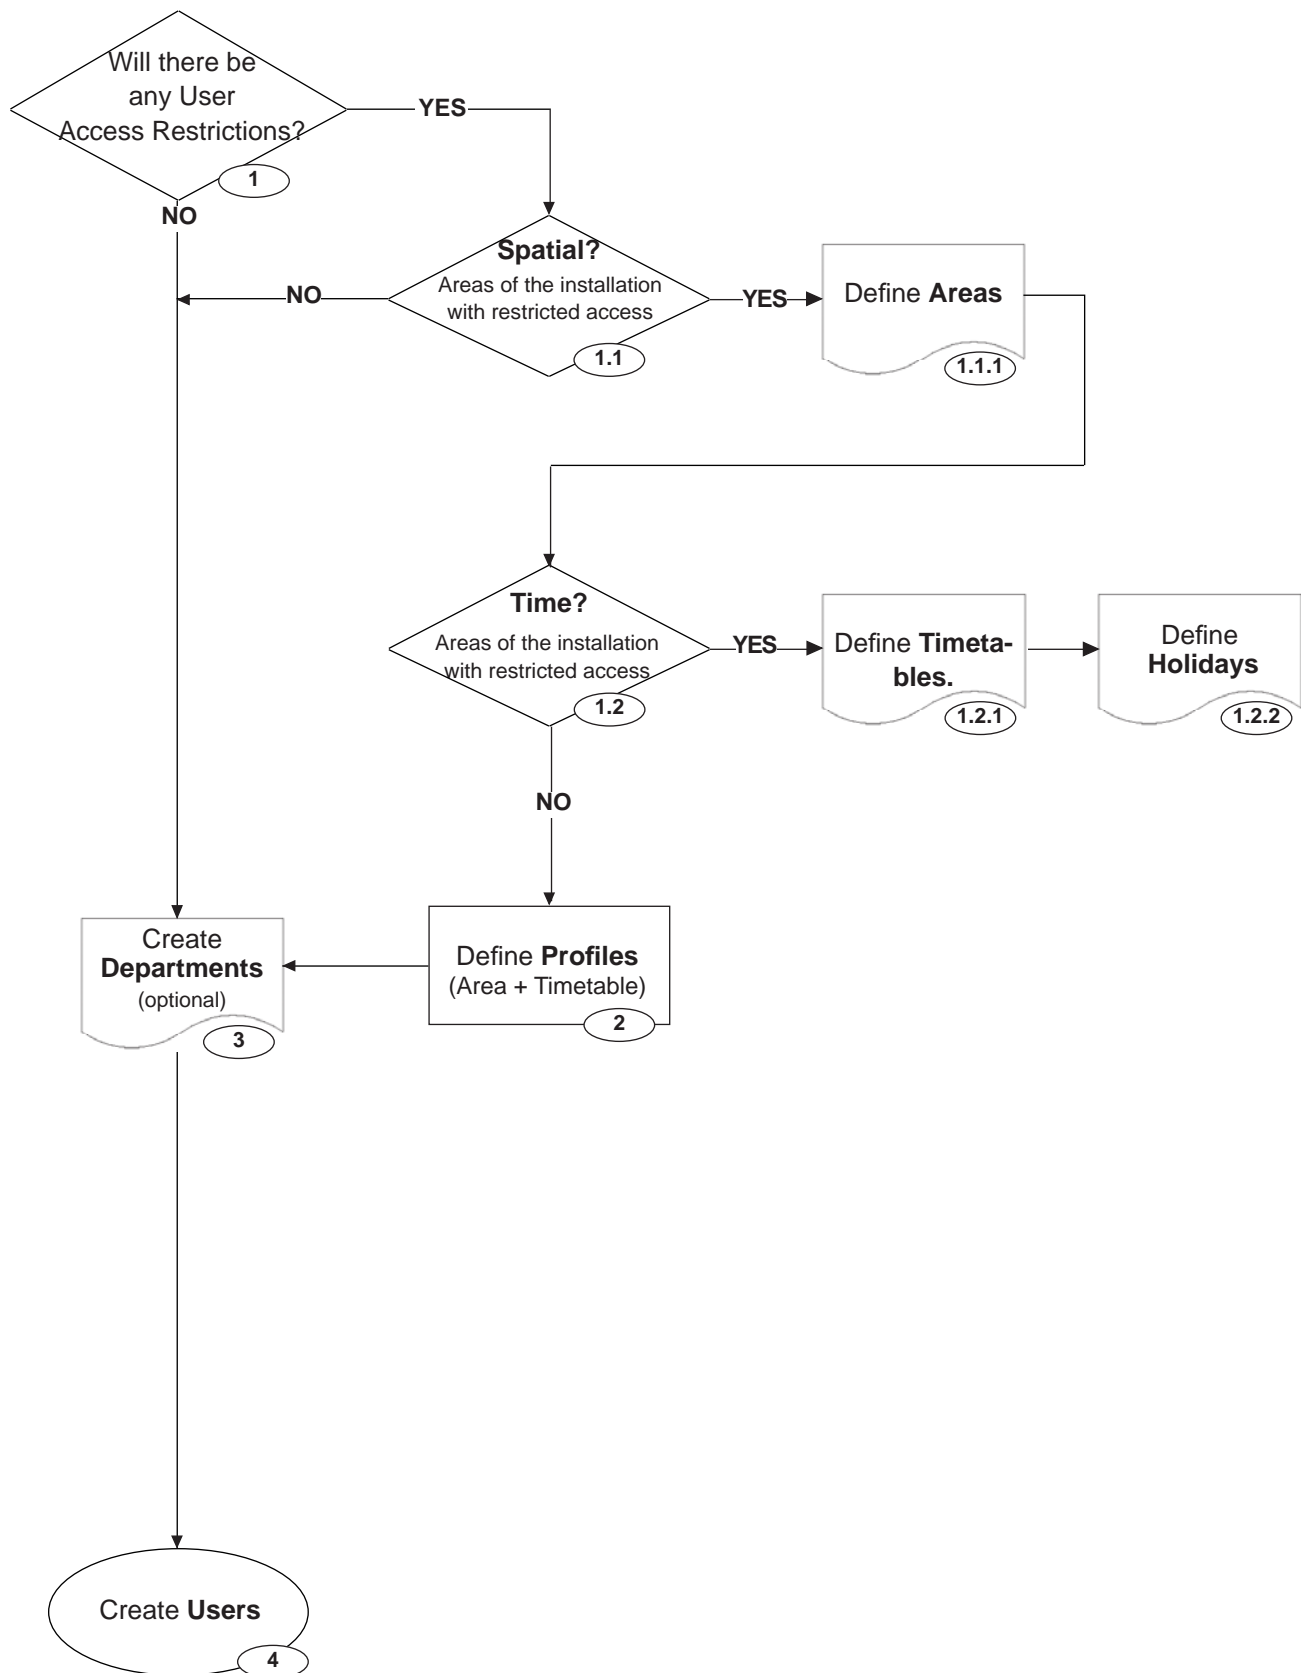 Will there be
any User
Access Restrictions?
1
YES
NO
Spatial?
Areas of the installation
with restricted access
1.1
NO
YES
Define Areas
1.1.1
Time?
Areas of the installation
with restricted access
1.2
YES
Define Timeta-
bles.
1.2.1
Define
Holidays
1.2.2
NO
Create
Departments
(optional)
3
Define Profiles
(Area + Timetable)
2
Create Users
4